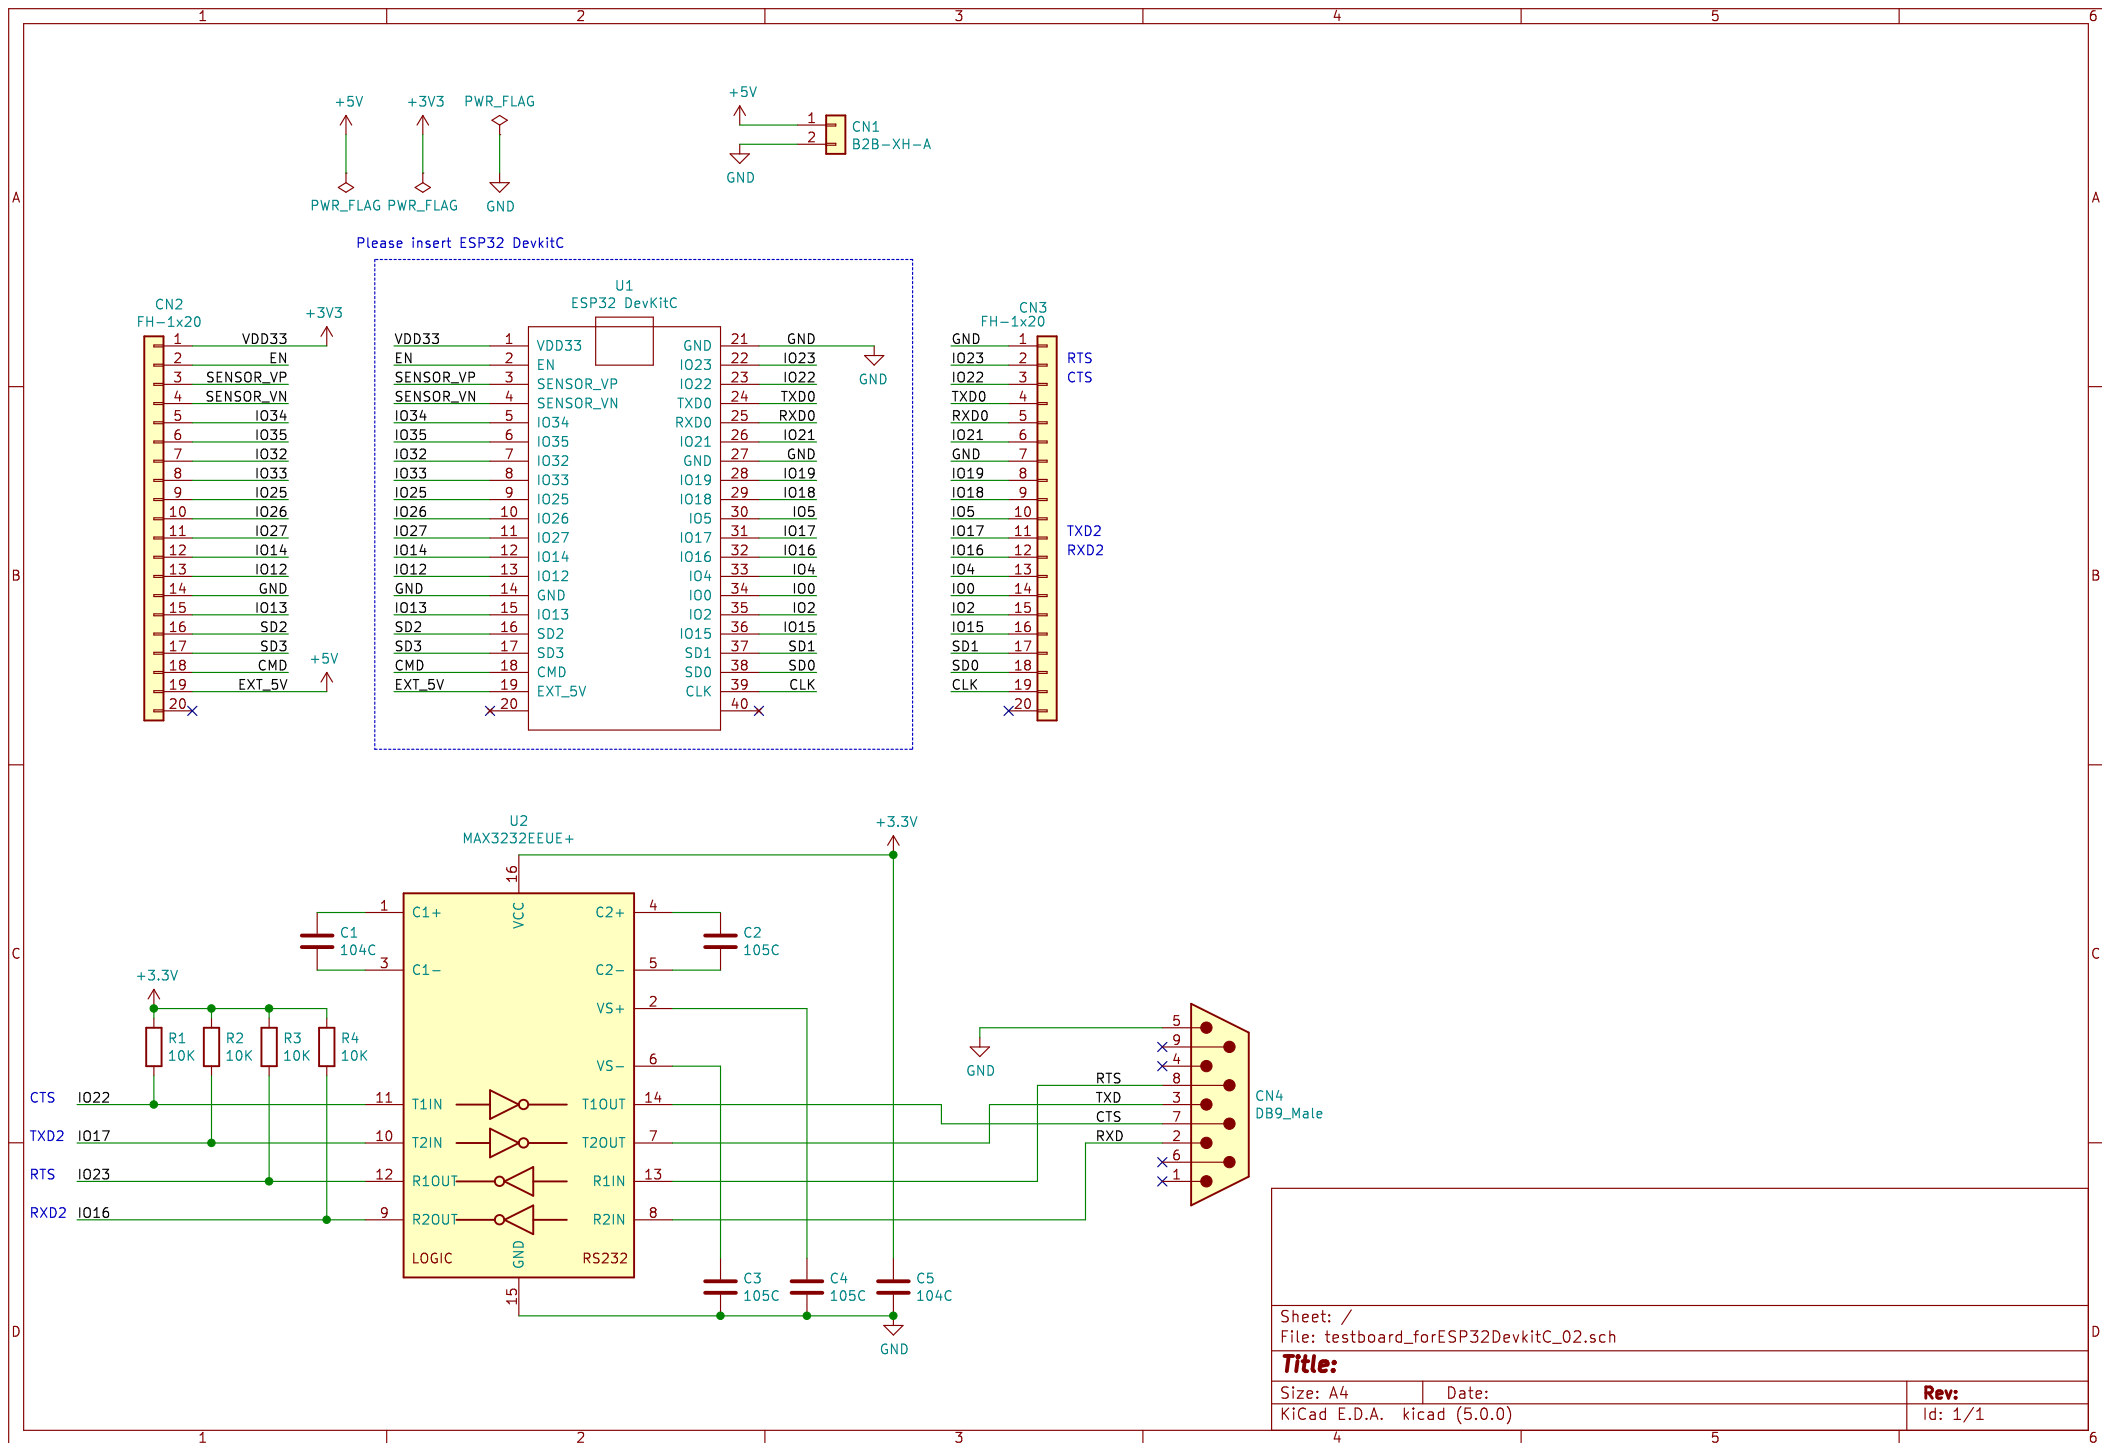 1 2 3 4 5 6
+5V +3V3 PWR_FLAG
PWR_FLAG PWR_FLAG GND
+5V
1
2
CN1
B2B-XH-A
GND
A A
Please insert ESP32 DevkitC
CN2
FH-1x20
+3V3
1 VDD33
2 EN
3 SENSOR_VP
4 SENSOR_VN
5 IO34
6 IO35
7 IO32
8 IO33
9 IO25
10 IO26
11 IO27
12 IO14
13 IO12
14 GND
15 IO13
16 SD2
17 SD3
18 CMD
19 EXT_5V
20
+5V
U1
ESP32 DevKitC
VDD33 1 VDD33 GND 21 GND
EN 2 EN IO23 22 IO23
SENSOR_VP 3 SENSOR_VP IO22 23 IO22
SENSOR_VN 4 SENSOR_VN TXD0 24 TXD0
IO34 5 IO34 RXD0 25 RXD0
IO35 6 IO35 IO21 26 IO21
IO32 7 IO32 GND 27 GND
IO33 8 IO33 IO19 28 IO19
IO25 9 IO25 IO18 29 IO18
IO26 10 IO26 IO5 30 IO5
IO27 11 IO27 IO17 31 IO17
IO14 12 IO14 IO16 32 IO16
IO12 13 IO12 IO4 33 IO4
GND 14 GND IO0 34 IO0
IO13 15 IO13 IO2 35 IO2
SD2 16 SD2 IO15 36 IO15
SD3 17 SD3 SD1 37 SD1
CMD 18 CMD SD0 38 SD0
EXT_5V 19 EXT_5V CLK 39 CLK
20 40
GND
CN3
FH-1x20
GND 1
IO23 2 RTS
IO22 3 CTS
TXD0 4
RXD0 5
IO21 6
GND 7
IO19 8
IO18 9
IO5 10
IO17 11 TXD2
IO16 12 RXD2
IO4 13
IO0 14
IO2 15
IO15 16
SD1 17
SD0 18
CLK 19
20
B B
U2
MAX3232EEUE+
+3.3V
16
VCC
1 C1+ C2+ 4
C1
104C
C2
105C
3 C1- C2- 5
C C
+3.3V
VS+ 2
R1
10K
R2
10K
R3
10K
R4
10K
VS- 6
CTS IO22 11 T1IN T1OUT 14
TXD2 IO17 10 T2IN T2OUT 7
RTS IO23 12 R1OUT R1IN 13
RXD2 IO16 9 R2OUT R2IN 8
LOGIC GND RS232
15
C3
105C
C4
105C
C5
104C
GND
5
9
4
RTS 8
TXD 3
CTS 7
RXD 2
6
1
GND
CN4
DB9_Male
D D
Sheet: /
File: testboard_forESP32DevkitC_02.sch
Title:
Size: A4 Date: Rev:
KiCad E.D.A. kicad (5.0.0) Id: 1/1
1 2 3 4 5 6